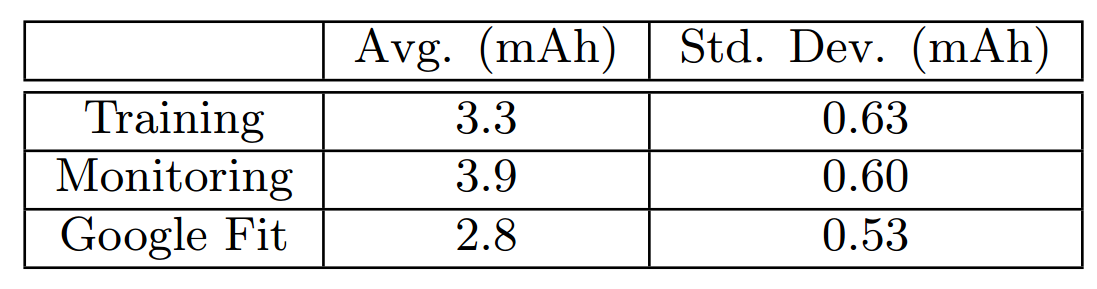 Avg. (mAh) Std. Dev. (mAh)
Training 3.3 0.63
Monitoring 3.9 0.60
Google Fit 2.8 0.53